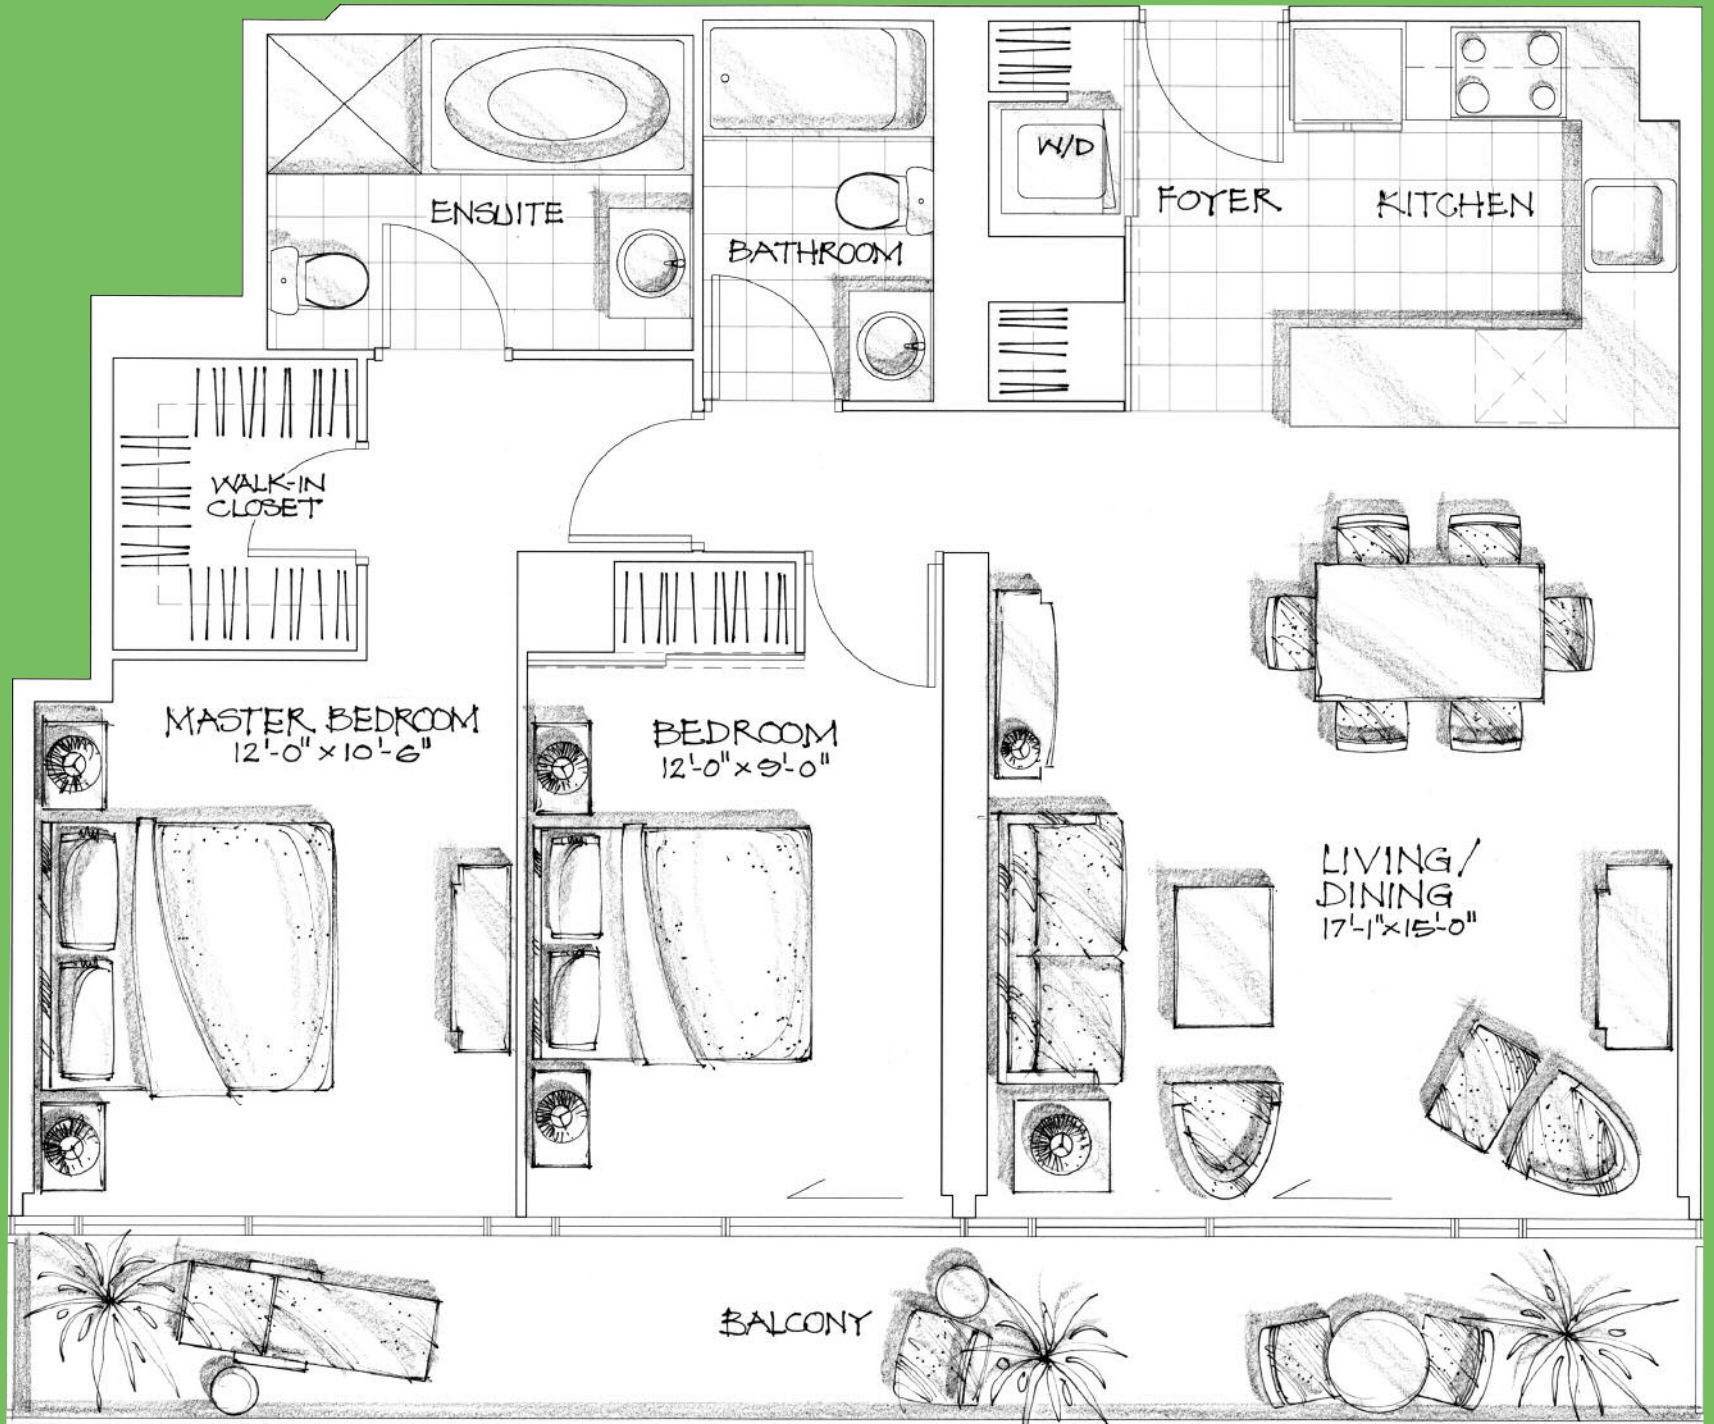 W/D
FOYER
KITCHEN
ENSUITE
BATHROOM
WALK-IN
CLOSET
MASTER BEDROOM
12'-0" x 10'-6"
BEDROOM
12'-0" x 9'-0"
LIVING/
DINING
17'-1" x 15'-0"
BALCONY